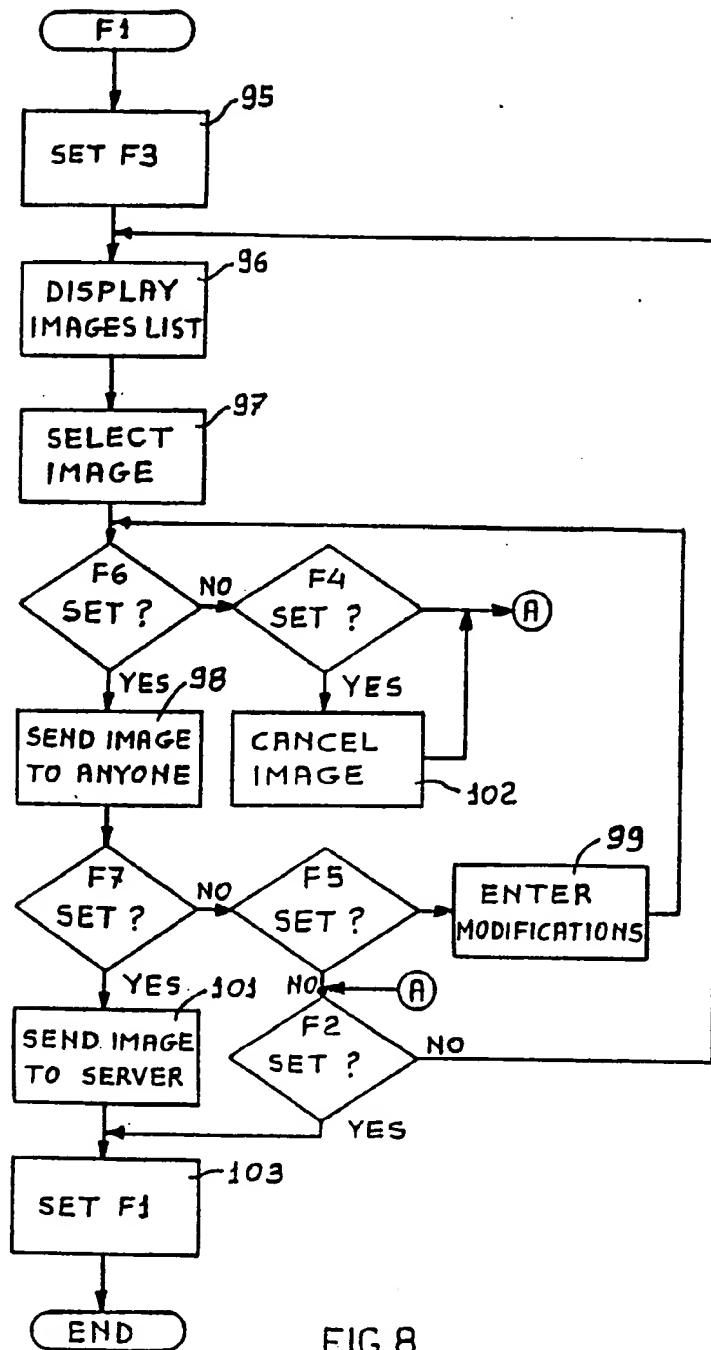 F1
95
SET F3
96
DISPLAY
IMAGES LIST
97
SELECT
IMAGE
F6
SET ?
NO
F4
SET ?
A
YES
98
YES
SEND IMAGE
TO ANYONE
CANCEL
IMAGE
102
F7
SET ?
NO
F5
SET ?
99
ENTER
MODIFICATIONS
YES
101
NO
A
SEND IMAGE
TO SERVER
F2
SET ?
NO
YES
103
SET F1
END
FIG.8